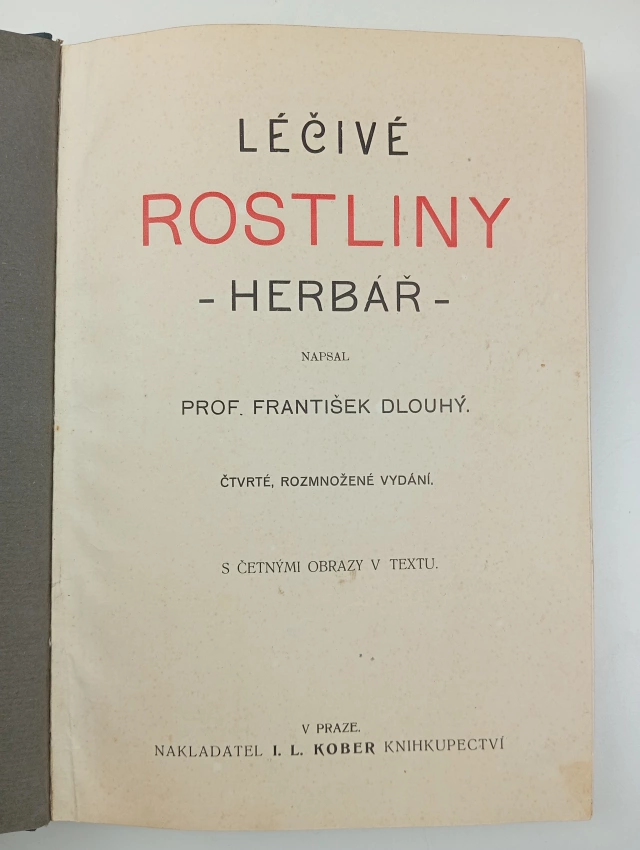 LÉČIVÉ
ROSTLINY
- HERBÁŘ -
NAPSAL
PROF. FRANTIŠEK DLOUHÝ.
ČTVRTÉ, ROZMNOŽENÉ VYDÁNÍ.
S ČETNÝMI OBRAZY V TEXTU.
V PRAZE.
NAKLADATEL I. L. KOBER KNIHKUPECTVÍ